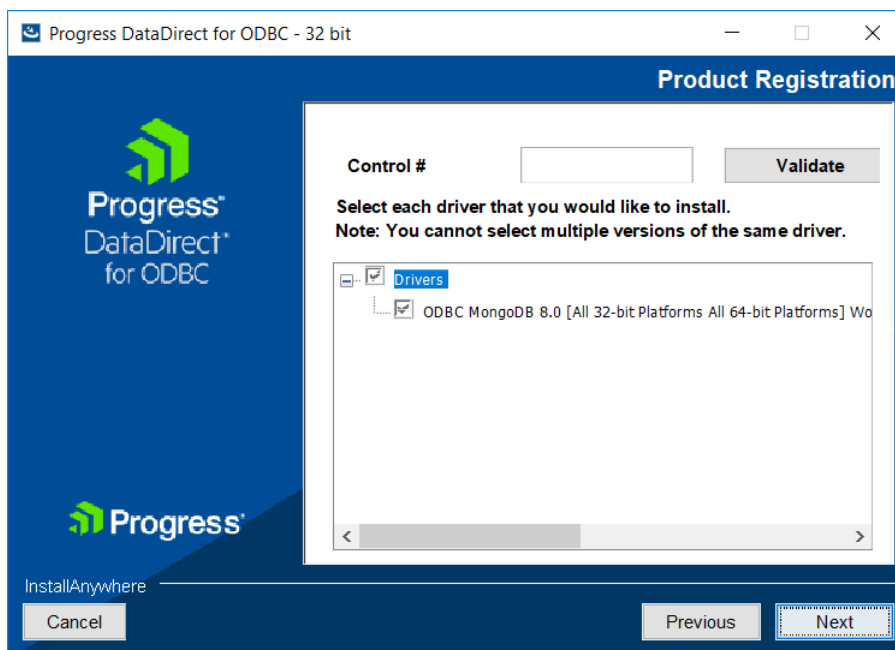 Progress DataDirect for ODBC - 32 bit
Product Registration
Progress
DataDirect
for ODBC
Control #
Validate
Select each driver that you would like to install.
Note: You cannot select multiple versions of the same driver.
Drivers
ODBC MongoDB 8.0 [All 32-bit Platforms All 64-bit Platforms] Wo
Progress
InstallAnywhere
Cancel
Previous
Next